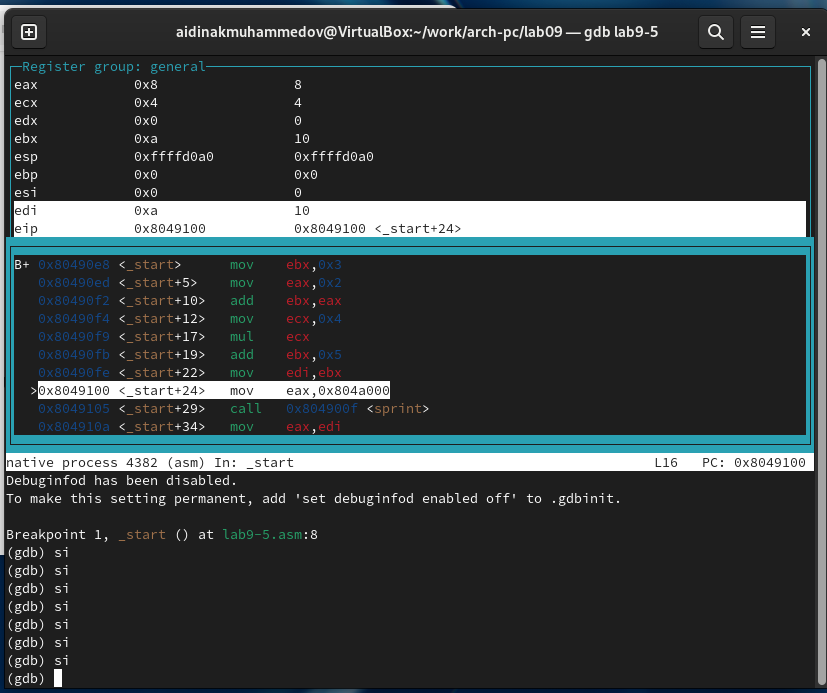 aidinakmuhammedov@VirtualBox:~/work/arch-pc/lab09 — gdb lab9-5
Register group: general
eax 0x8 8
ecx 0x4 4
edx 0x0 0
ebx 0xa 10
esp 0xffffd0a0 0xffffd0a0
ebp 0x0 0x0
esi 0x0 0
edi 0xa 10
eip 0x8049100 0x8049100 <_start+24>
B+ 0x80490e8 <_start> mov ebx,0x3
0x80490ed <_start+5> mov eax,0x2
0x80490f2 <_start+10> add ebx,eax
0x80490f4 <_start+12> mov ecx,0x4
0x80490f9 <_start+17> mul ecx
0x80490fb <_start+19> add ebx,0x5
0x80490fe <_start+22> mov edi,ebx
>0x8049100 <_start+24> mov eax,0x804a000
0x8049105 <_start+29> call 0x804900f <sprint>
0x804910a <_start+34> mov eax,edi
native process 4382 (asm) In: _start L16 PC: 0x8049100
Debuginfod has been disabled.
To make this setting permanent, add 'set debuginfod enabled off' to .gdbinit.
Breakpoint 1, _start () at lab9-5.asm:8
(gdb) si
(gdb) si
(gdb) si
(gdb) si
(gdb) si
(gdb) si
(gdb) si
(gdb)